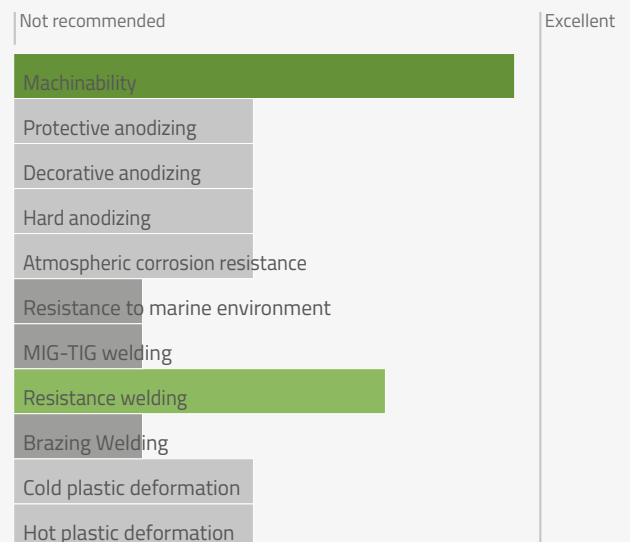 Not recommended
Excellent
Machinability
Protective anodizing
Decorative anodizing
Hard anodizing
Atmospheric corrosion resistance
Resistance to marine environment
MIG-TIG welding
Resistance welding
Brazing Welding
Cold plastic deformation
Hot plastic deformation